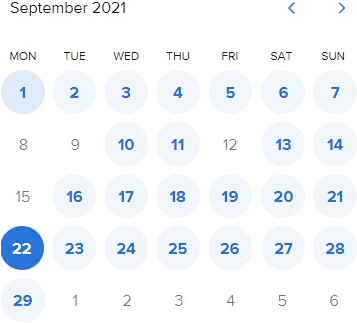 September 2021
MON TUE WED THU FRI SAT SUN
1 2 3 4 5 6 7
8 9 10 11 12 13 14
15 16 17 18 19 20 21
22 23 24 25 26 27 28
29 1 2 3 4 5 6